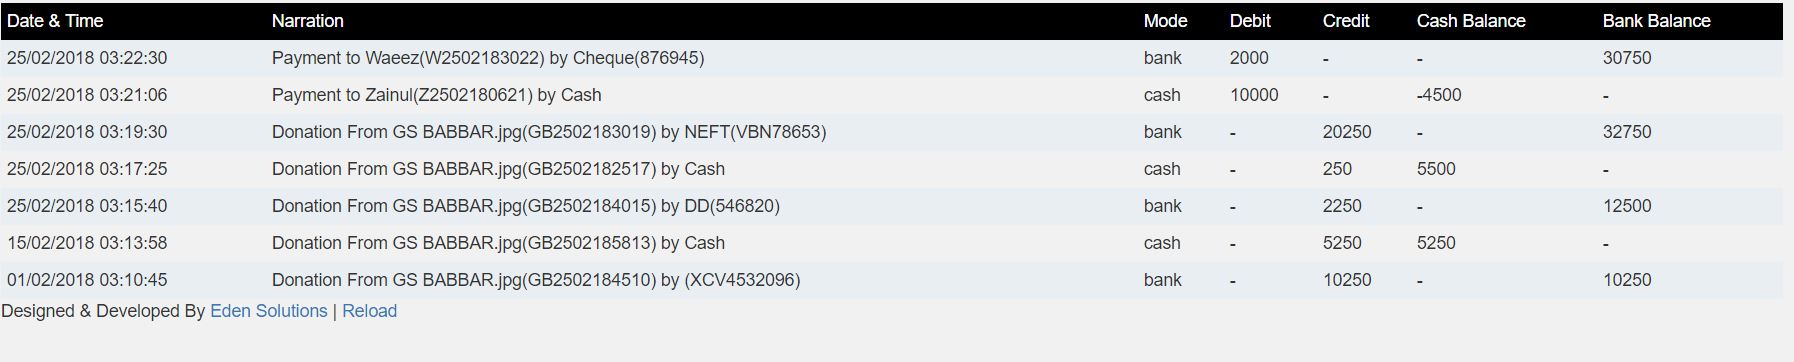 Date & Time Narration Mode Debit Credit Cash Balance Bank Balance
25/02/2018 03:22:30 Payment to Waeez(W2502183022) by Cheque(876945) bank 2000 - - 30750
25/02/2018 03:21:06 Payment to Zainul(Z2502180621) by Cash cash 10000 - -4500 -
25/02/2018 03:19:30 Donation From GS BABBAR.jpg(GB2502183019) by NEFT(VBN78653) bank - 20250 - 32750
25/02/2018 03:17:25 Donation From GS BABBAR.jpg(GB2502182517) by Cash cash - 250 5500 -
25/02/2018 03:15:40 Donation From GS BABBAR.jpg(GB2502184015) by DD(546820) bank - 2250 - 12500
15/02/2018 03:13:58 Donation From GS BABBAR.jpg(GB2502185813) by Cash cash - 5250 5250 -
01/02/2018 03:10:45 Donation From GS BABBAR.jpg(GB2502184510) by (XCV4532096) bank - 10250 - 10250
Designed & Developed By Eden Solutions | Reload